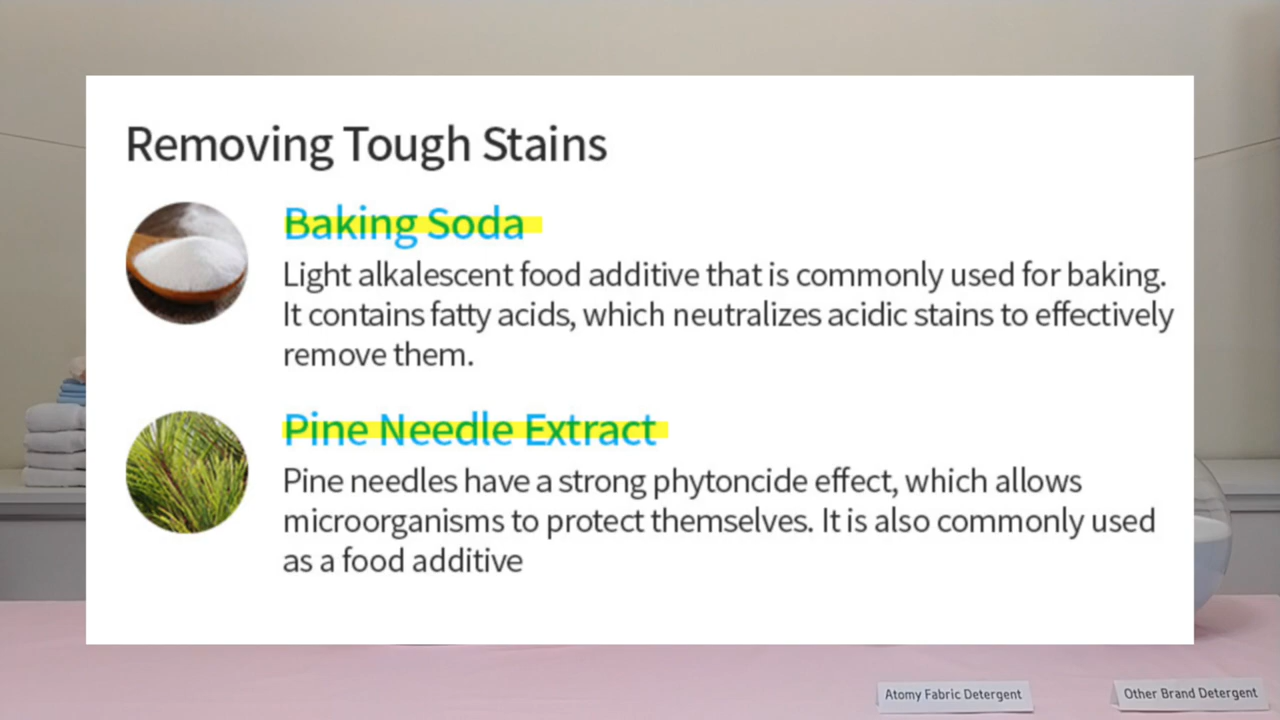 Removing Tough Stains
Baking Soda
Light alkalescent food additive that is commonly used for baking.
It contains fatty acids, which neutralizes acidic stains to effectively
remove them.
Pine Needle Extract
Pine needles have a strong phytoncide effect, which allows
microorganisms to protect themselves. It is also commonly used
as a food additive
Atomy Fabric Detergent
Other Brand Detergent